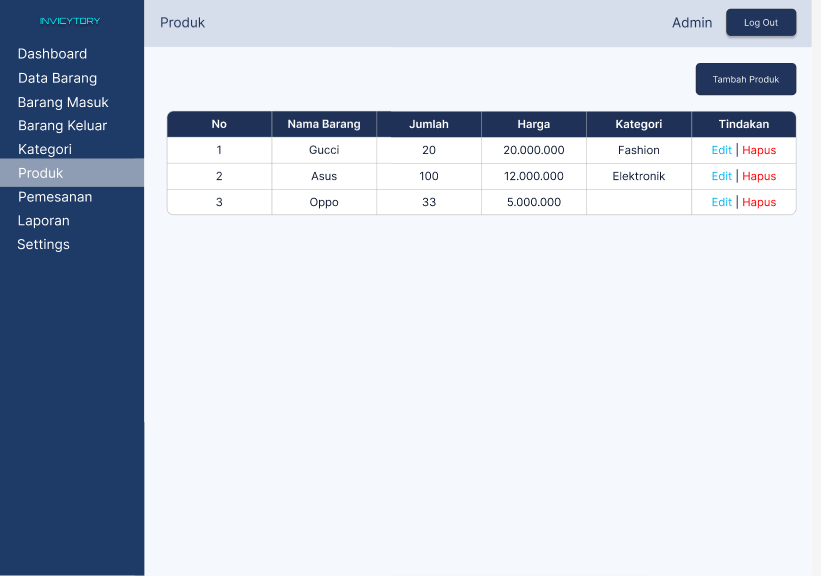 INVICYTORY
Dashboard
Data Barang
Barang Masuk
Barang Keluar
Kategori
Produk
Pemesanan
Laporan
Settings
Produk Admin Log Out
Tambah Produk
No Nama Barang Jumlah Harga Kategori Tindakan
1 Gucci 20 20.000.000 Fashion Edit | Hapus
2 Asus 100 12.000.000 Elektronik Edit | Hapus
3 Oppo 33 5.000.000 Edit | Hapus